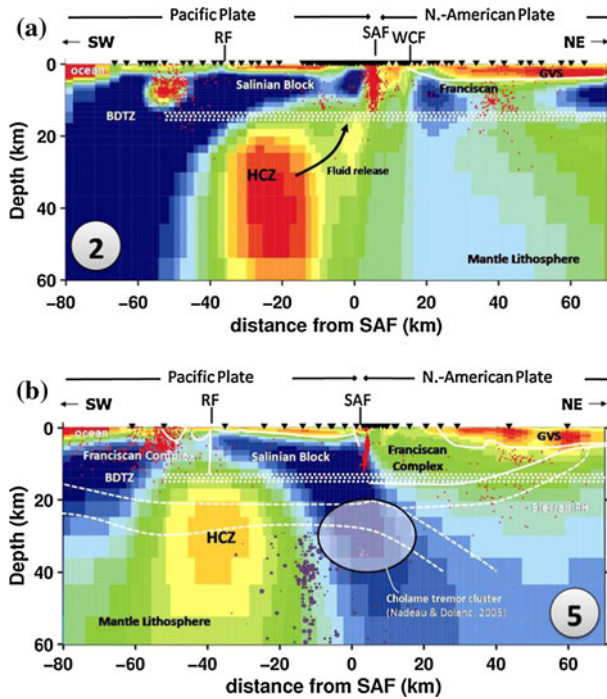 (a)
Pacific Plate
N.-American Plate
← SW
RF
SAF WCF
NE →
0
20
40
60
Depth (km)
ocean
Salinian Block
GVS
Franciscan
BDTZ
HCZ
Fluid release
Mantle Lithosphere
2
-80 -60 -40 -20 0 20 40 60
distance from SAF (km)
(b)
Pacific Plate
N.-American Plate
← SW
RF
SAF
NE →
0
20
40
60
Depth (km)
ocean
Franciscan Complex
Salinian Block
Franciscan
Complex
GVS
BDTZ
HCZ
Cholame tremor cluster
(Nadeau & Dolenc, 2005)
Mantle Lithosphere
5
-80 -60 -40 -20 0 20 40 60
distance from SAF (km)